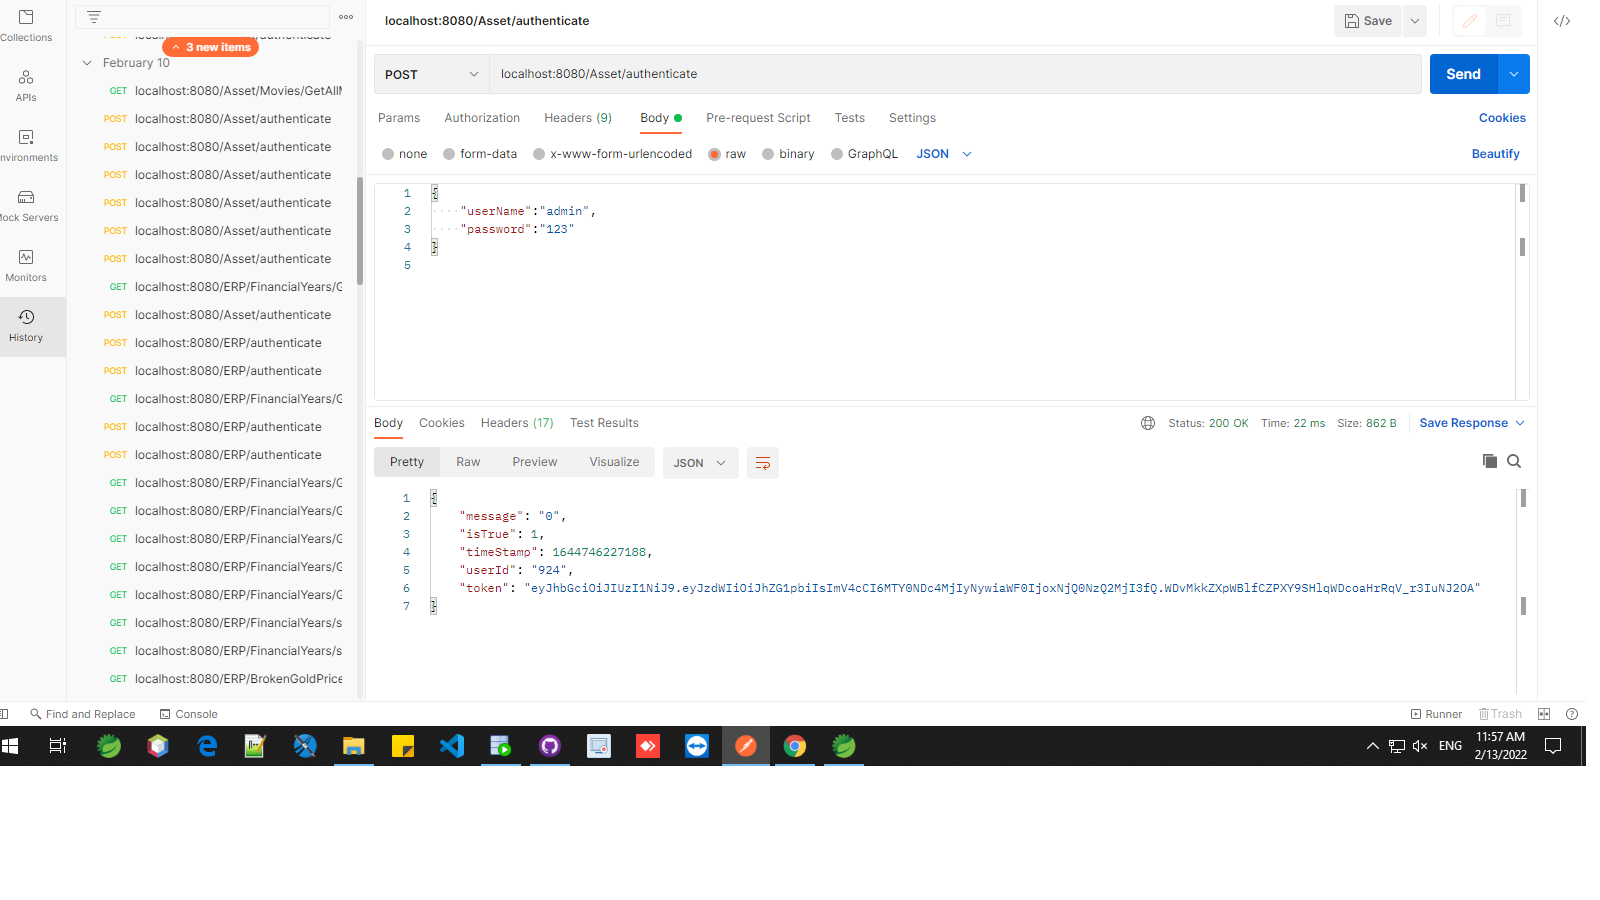 Collections
APIs
nvironments
lock Servers
Monitors
History
3 new items
February 10
GET localhost:8080/Asset/Movies/GetAllM
POST localhost:8080/Asset/authenticate
POST localhost:8080/Asset/authenticate
POST localhost:8080/Asset/authenticate
POST localhost:8080/Asset/authenticate
POST localhost:8080/Asset/authenticate
POST localhost:8080/Asset/authenticate
GET localhost:8080/ERP/FinancialYears/G
POST localhost:8080/Asset/authenticate
POST localhost:8080/ERP/authenticate
POST localhost:8080/ERP/authenticate
GET localhost:8080/ERP/FinancialYears/G
POST localhost:8080/ERP/authenticate
POST localhost:8080/ERP/authenticate
GET localhost:8080/ERP/FinancialYears/G
GET localhost:8080/ERP/FinancialYears/G
GET localhost:8080/ERP/FinancialYears/G
GET localhost:8080/ERP/FinancialYears/G
GET localhost:8080/ERP/FinancialYears/G
GET localhost:8080/ERP/FinancialYears/s
GET localhost:8080/ERP/FinancialYears/s
GET localhost:8080/ERP/BrokenGoldPrice
localhost:8080/Asset/authenticate
Save
</>
POST localhost:8080/Asset/authenticate Send
Params Authorization Headers (9) Body Pre-request Script Tests Settings Cookies
none form-data x-www-form-urlencoded raw binary GraphQL JSON Beautify
1 {
2 "userName":"admin",
3 "password":"123"
4 }
5
Body Cookies Headers (17) Test Results Status: 200 OK Time: 22 ms Size: 862 B Save Response
Pretty Raw Preview Visualize JSON
1 {
2 "message": "0",
3 "isTrue": 1,
4 "timeStamp": 1644746227188,
5 "userId": "924",
6 "token": "eyJhbGciOiJIUzI1NiJ9.eyJzdWIiOiJhZG1pbiIsImV4cCI6MTY0NDc4MjIyNywiaWF0IjoxNjQ0NzQ2MjI3fQ.WDvMkkZXpWBlfCZPXY9SHlqWDcoaHrRqV_r3IuNJ2OA"
7 }
Find and Replace Console Runner Trash
ENG
11:57 AM
2/13/2022